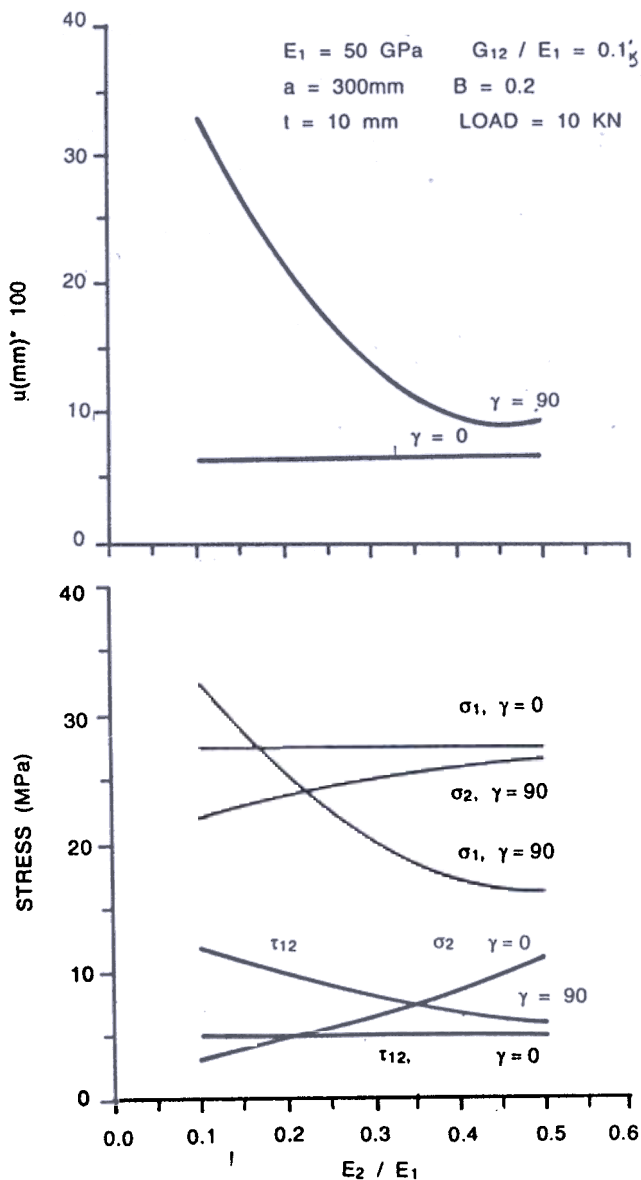 40
E1 = 50 GPa G12 / E1 = 0.15
a = 300mm B = 0.2
t = 10 mm LOAD = 10 KN
30
20
μ(mm)* 100
γ = 90
10
γ = 0
0
40
σ1, γ = 0
30
σ2, γ = 90
STRESS (MPa)
20
σ1, γ = 90
τ12 σ2 γ = 0
10
γ = 90
τ12, γ = 0
0
0.0 0.1 0.2 0.3 0.4 0.5 0.6
E2 / E1